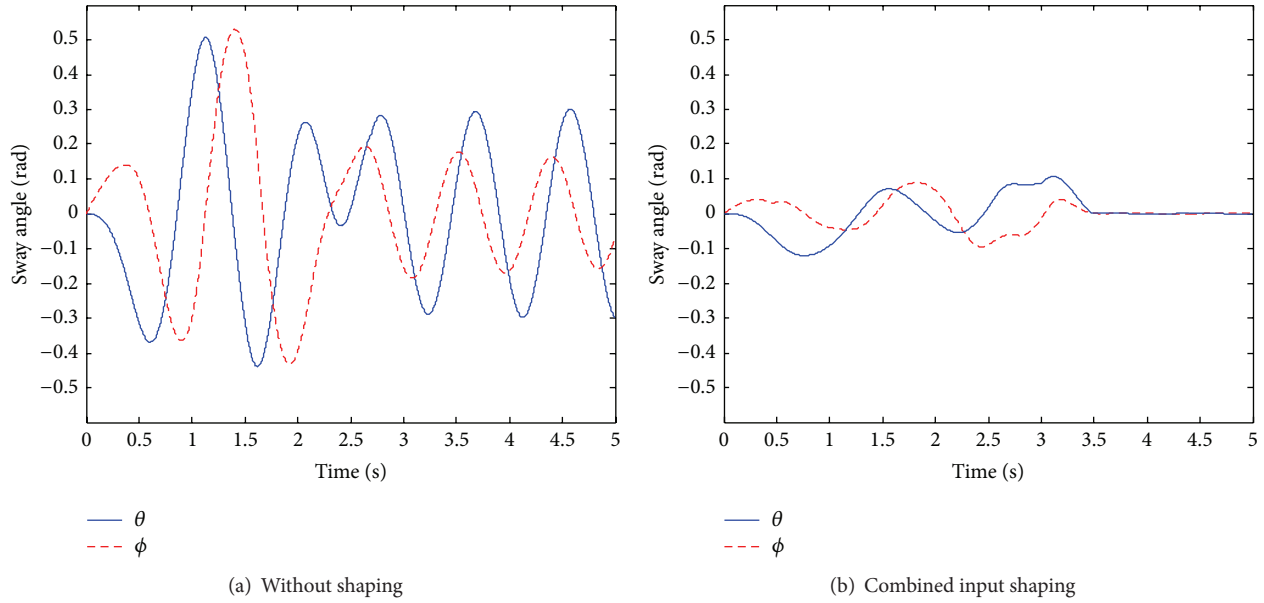 0.5
0.4
0.3
0.2
0.1
0
−0.1
−0.2
−0.3
−0.4
−0.5
Sway angle (rad)
0 0.5 1 1.5 2 2.5 3 3.5 4 4.5 5
Time (s)
θ
ϕ
(a) Without shaping
0.5
0.4
0.3
0.2
0.1
0
−0.1
−0.2
−0.3
−0.4
−0.5
Sway angle (rad)
0 0.5 1 1.5 2 2.5 3 3.5 4 4.5 5
Time (s)
θ
ϕ
(b) Combined input shaping